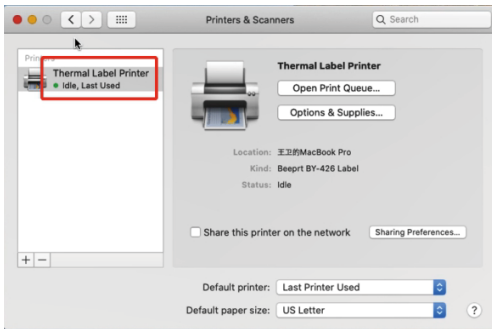 Printers & Scanners
Search
Printers
Thermal Label Printer
Idle, Last Used
Thermal Label Printer
Open Print Queue...
Options & Supplies...
Location: 王卫的MacBook Pro
Kind: Beeprt BY-426 Label
Status: Idle
Share this printer on the network
Sharing Preferences...
+ −
Default printer: Last Printer Used
Default paper size: US Letter
?